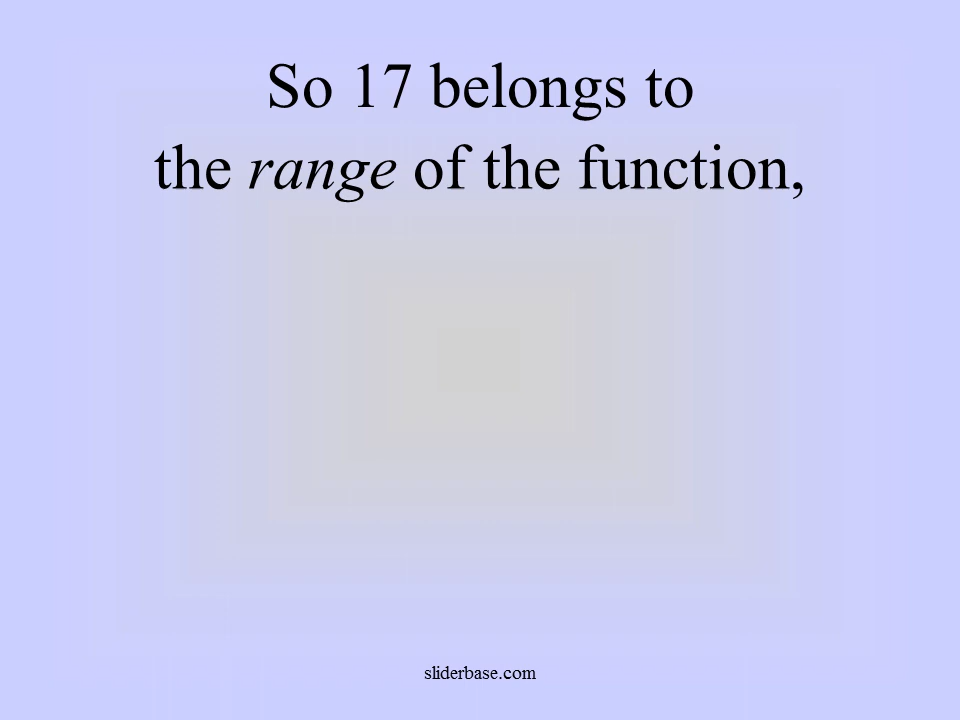 So 17 belongs to
the range of the function,
sliderbase.com